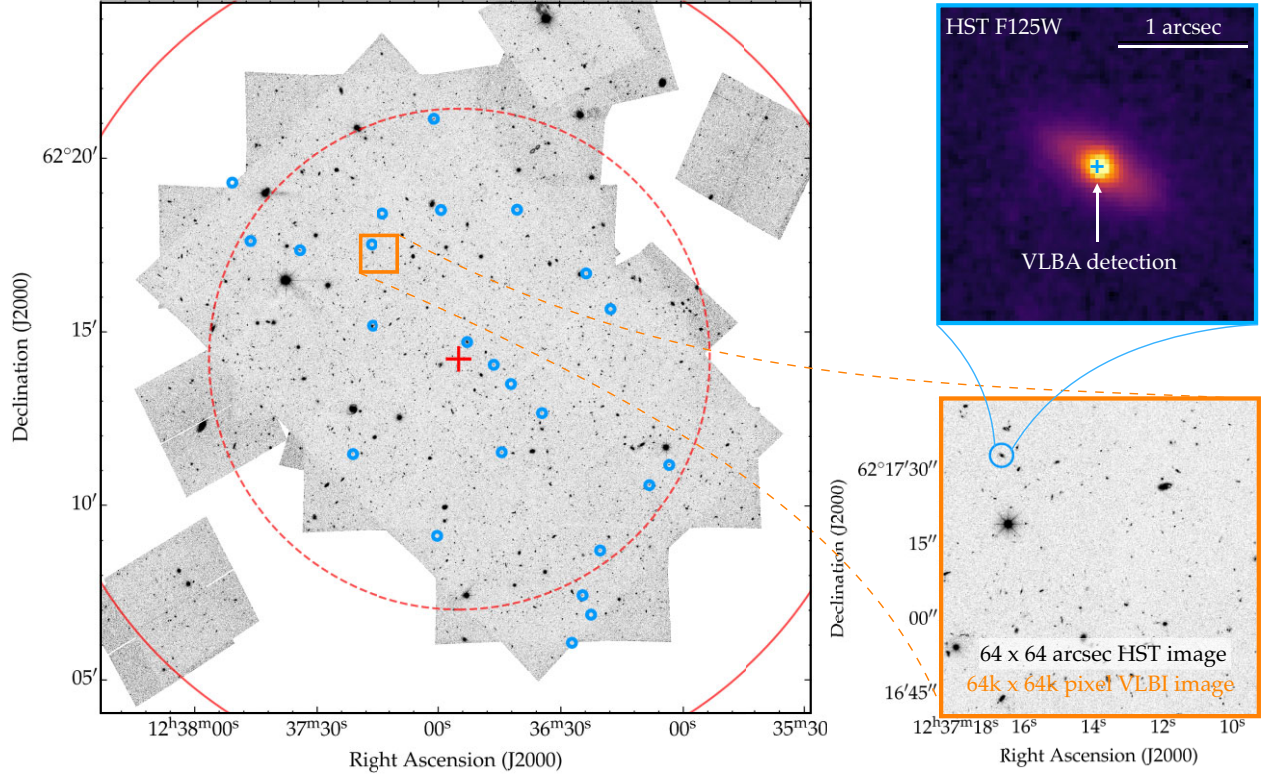 62°20′
15′
10′
05′
Declination (J2000)
12ʰ38ᵐ00ˢ
37ᵐ30ˢ
00ˢ
36ᵐ30ˢ
00ˢ
35ᵐ30ˢ
Right Ascension (J2000)
HST F125W
1 arcsec
VLBA detection
62°17′30″
15″
00″
16′45″
Declination (J2000)
64 x 64 arcsec HST image
64k x 64k pixel VLBI image
12ʰ37ᵐ18ˢ
16ˢ
14ˢ
12ˢ
10ˢ
Right Ascension (J2000)